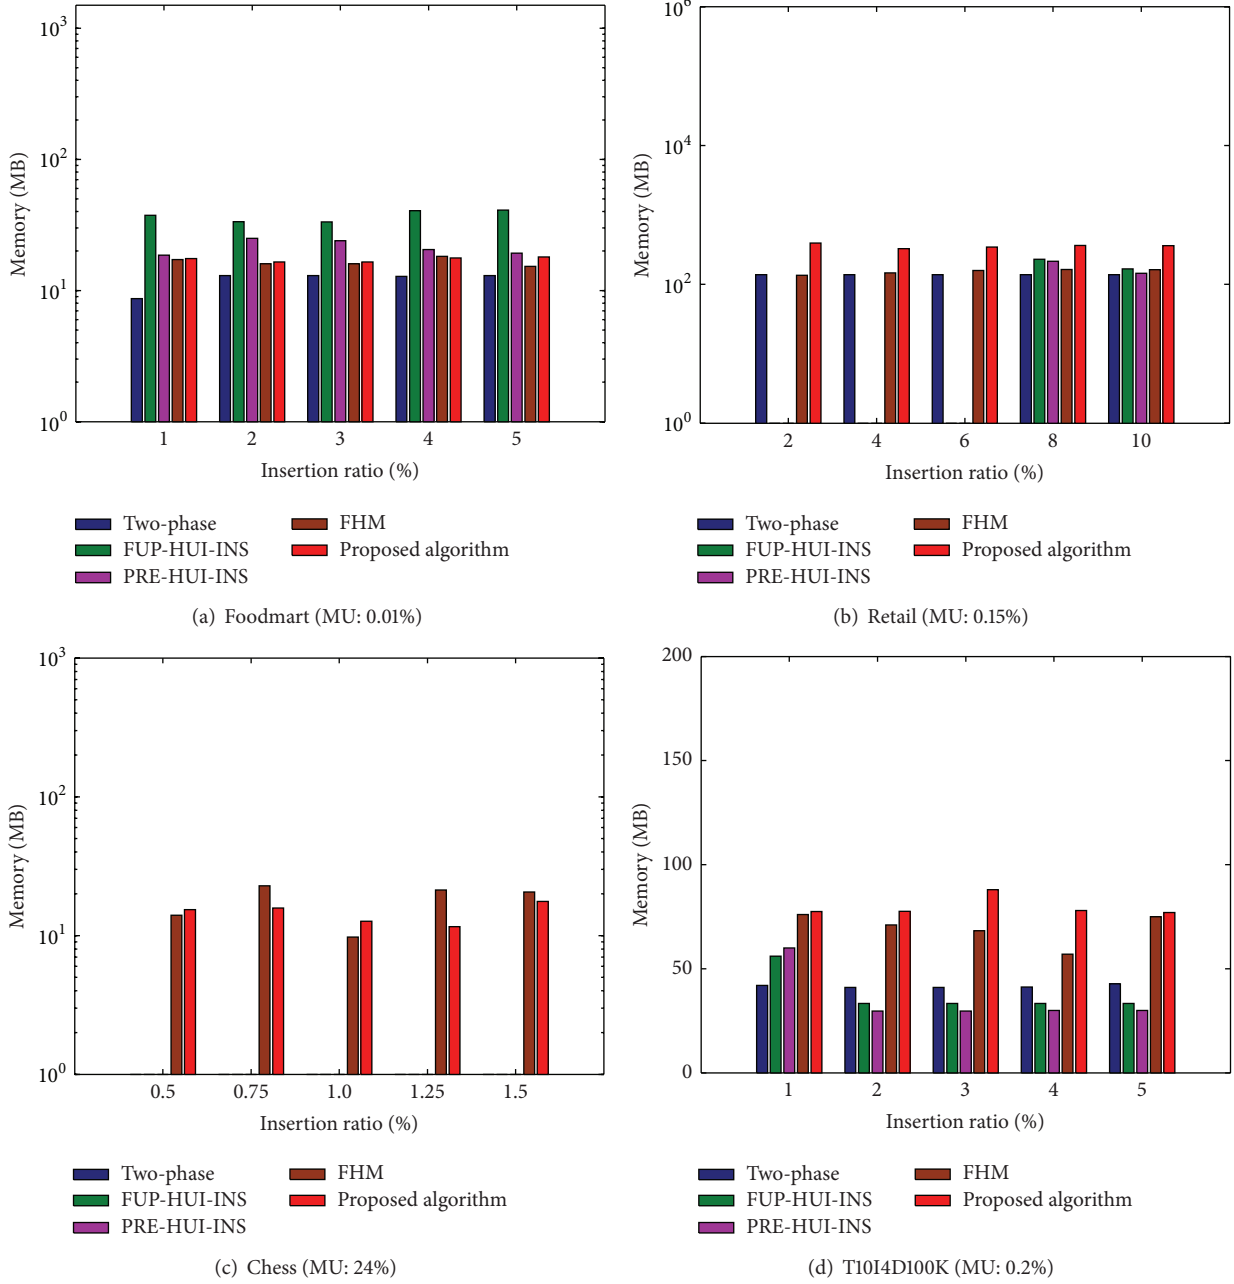 10^3
10^2
10^1
10^0
Memory (MB)
1 2 3 4 5
Insertion ratio (%)
Two-phase
FUP-HUI-INS
PRE-HUI-INS
FHM
Proposed algorithm
(a) Foodmart (MU: 0.01%)
10^6
10^4
10^2
10^0
Memory (MB)
2 4 6 8 10
Insertion ratio (%)
Two-phase
FUP-HUI-INS
PRE-HUI-INS
FHM
Proposed algorithm
(b) Retail (MU: 0.15%)
10^3
10^2
10^1
10^0
Memory (MB)
0.5 0.75 1.0 1.25 1.5
Insertion ratio (%)
Two-phase
FUP-HUI-INS
PRE-HUI-INS
FHM
Proposed algorithm
(c) Chess (MU: 24%)
200
150
100
50
0
Memory (MB)
1 2 3 4 5
Insertion ratio (%)
Two-phase
FUP-HUI-INS
PRE-HUI-INS
FHM
Proposed algorithm
(d) T10I4D100K (MU: 0.2%)